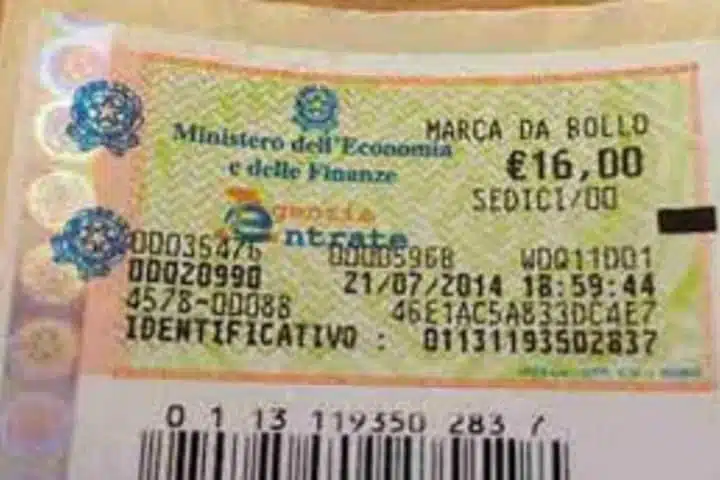 Ministero dell'Economia
e delle Finanze
MARCA DA BOLLO
€16,00
SEDICI/00
Agenzia
Entrate
00035476 00005968 WDQ11001
00020990 21/07/2014 18:59:44
4578-00088 46E1AC5A833DC4E7
IDENTIFICATIVO : 01131193502837
0 1 13 119350 283 7